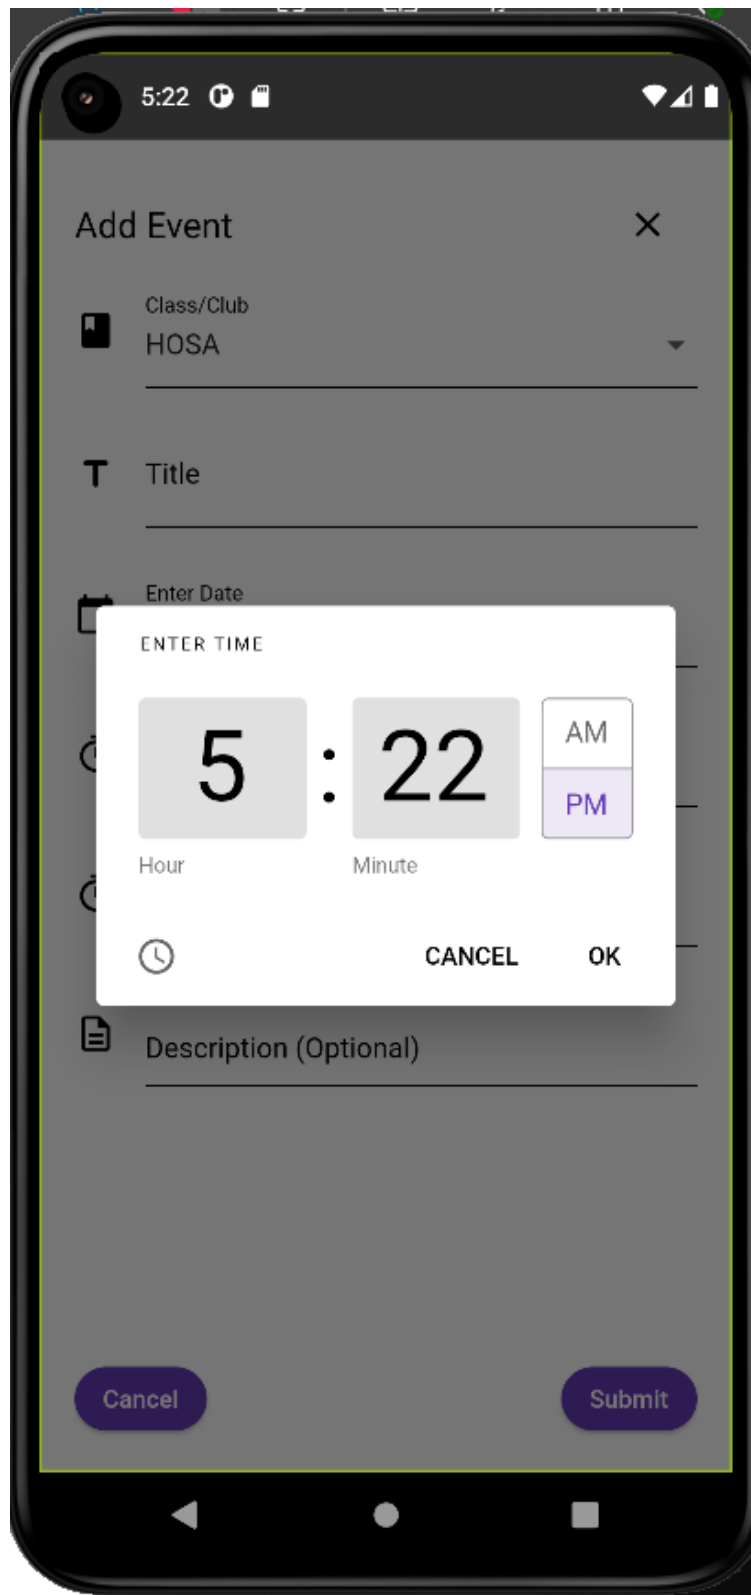 5:22
Add Event
Class/Club
HOSA
Title
Enter Date
ENTER TIME
5 : 22
AM
PM
Hour Minute
CANCEL OK
Description (Optional)
Cancel Submit